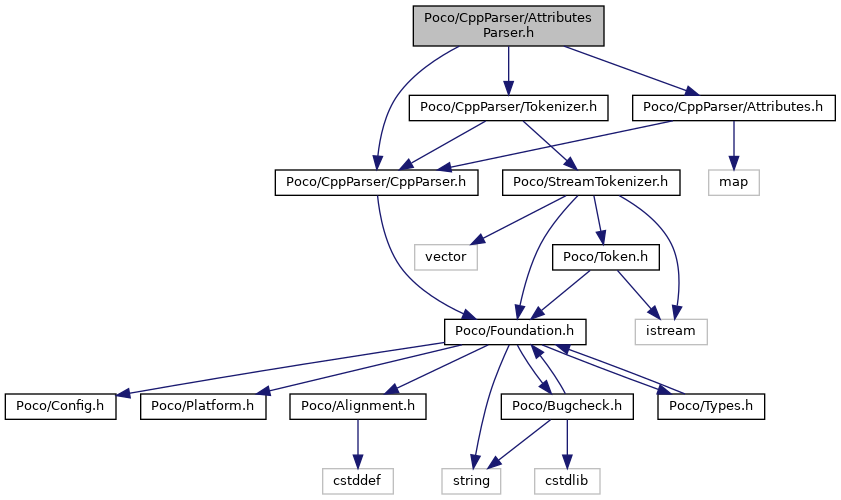 Poco/CppParser/Attributes
Parser.h
Poco/CppParser/Tokenizer.h
Poco/CppParser/Attributes.h
Poco/CppParser/CppParser.h
Poco/StreamTokenizer.h
map
vector
Poco/Token.h
Poco/Foundation.h
istream
Poco/Config.h
Poco/Platform.h
Poco/Alignment.h
Poco/Bugcheck.h
Poco/Types.h
cstddef
string
cstdlib